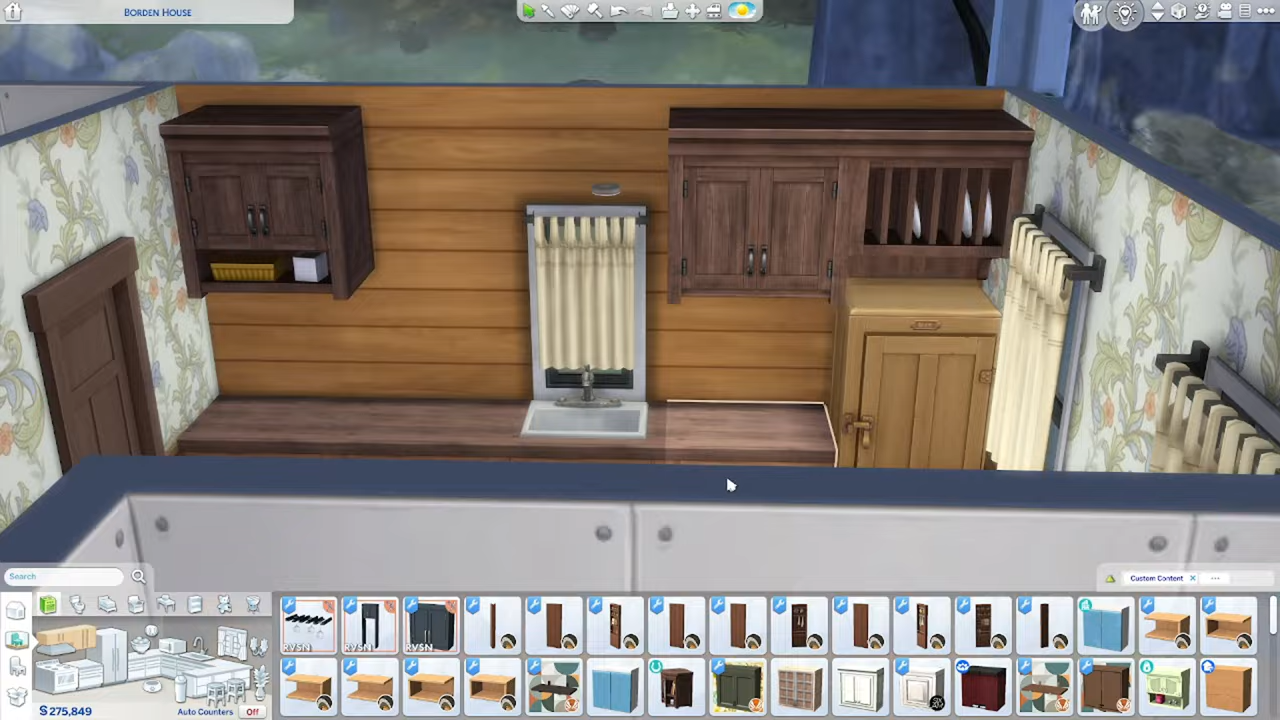 BORDEN HOUSE
Search
Custom Content
RVSN
RVSN
RVSN
$275,849
Auto Counters
Off